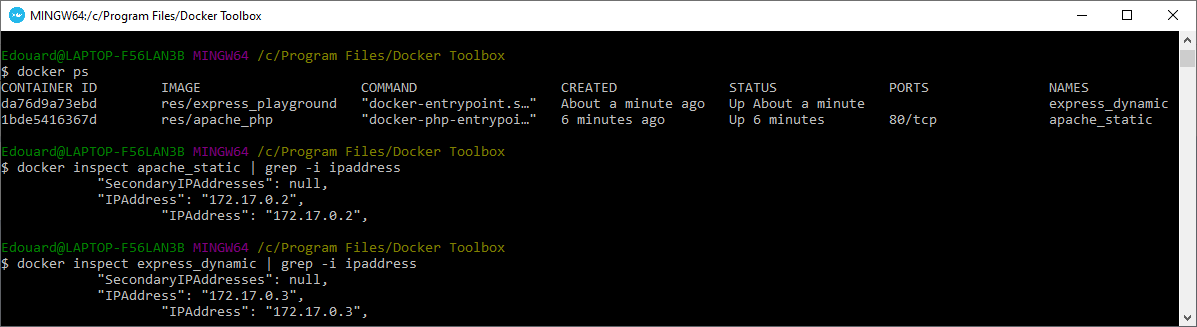 MINGW64:/c/Program Files/Docker Toolbox
Edouard@LAPTOP-F56LAN3B MINGW64 /c/Program Files/Docker Toolbox
$ docker ps
CONTAINER ID        IMAGE                    COMMAND                  CREATED              STATUS              PORTS               NAMES
da76d9a73ebd        res/express_playground   "docker-entrypoint.s…"   About a minute ago   Up About a minute                       express_dynamic
1bde5416367d        res/apache_php           "docker-php-entrypoi…"   6 minutes ago        Up 6 minutes        80/tcp              apache_static
Edouard@LAPTOP-F56LAN3B MINGW64 /c/Program Files/Docker Toolbox
$ docker inspect apache_static | grep -i ipaddress
            "SecondaryIPAddresses": null,
            "IPAddress": "172.17.0.2",
                    "IPAddress": "172.17.0.2",
Edouard@LAPTOP-F56LAN3B MINGW64 /c/Program Files/Docker Toolbox
$ docker inspect express_dynamic | grep -i ipaddress
            "SecondaryIPAddresses": null,
            "IPAddress": "172.17.0.3",
                    "IPAddress": "172.17.0.3",